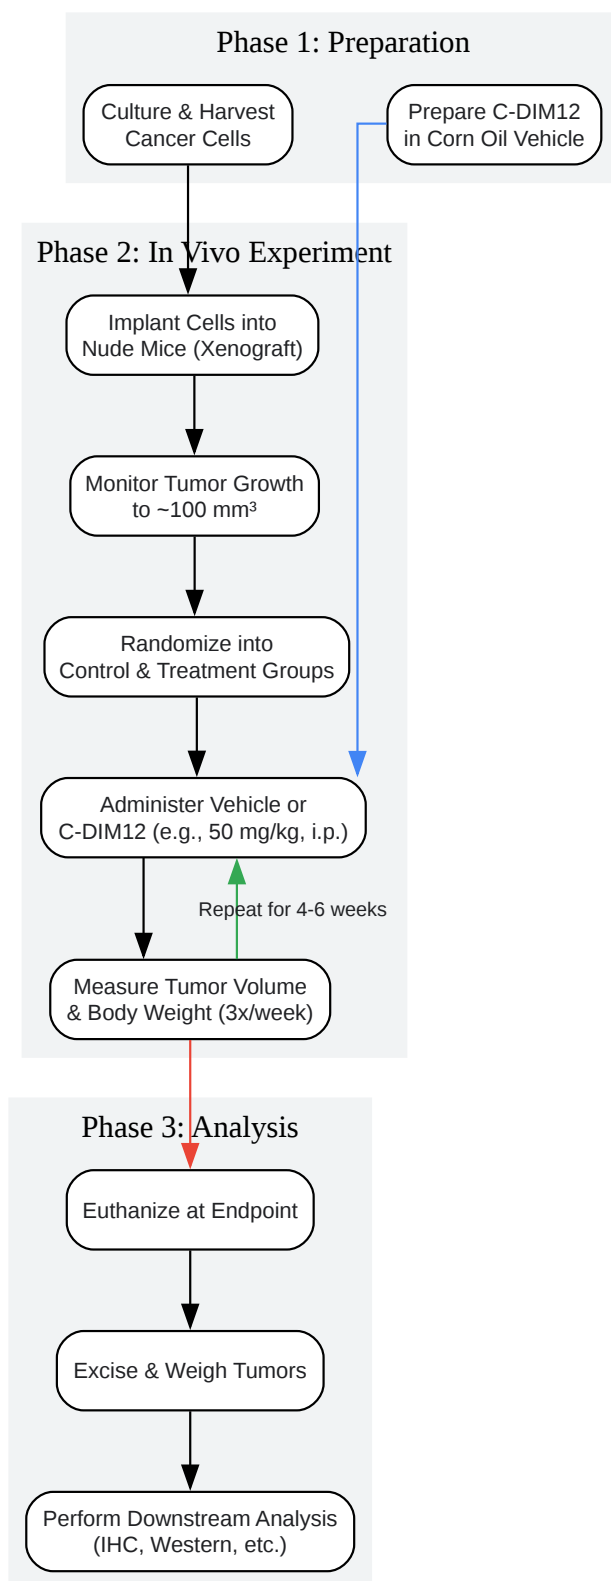 Phase 1: Preparation
Culture & Harvest
Cancer Cells
Prepare C-DIM12
in Corn Oil Vehicle
Phase 2: In Vivo Experiment
Implant Cells into
Nude Mice (Xenograft)
Monitor Tumor Growth
to ~100 mm³
Randomize into
Control & Treatment Groups
Administer Vehicle or
C-DIM12 (e.g., 50 mg/kg, i.p.)
Repeat for 4-6 weeks
Measure Tumor Volume
& Body Weight (3x/week)
Phase 3: Analysis
Euthanize at Endpoint
Excise & Weigh Tumors
Perform Downstream Analysis
(IHC, Western, etc.)